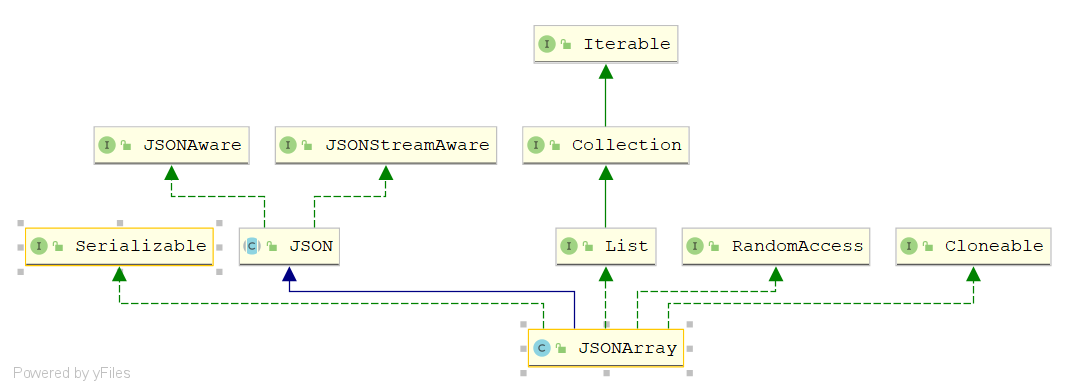 I Iterable
I JSONAware
I JSONStreamAware
I Collection
I Serializable
C JSON
I List
I RandomAccess
I Cloneable
C JSONArray
Powered by yFiles